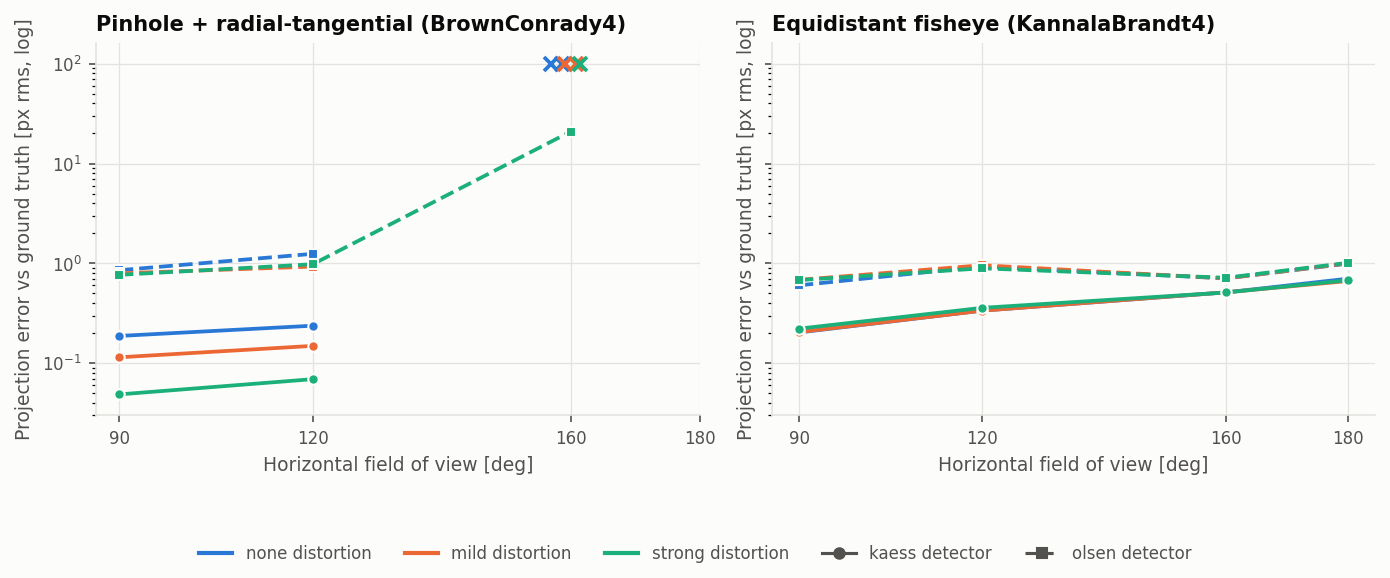 Pinhole + radial-tangential (BrownConrady4)
Projection error vs ground truth [px rms, log]
10²
10¹
10⁰
10⁻¹
90
120
160
180
Horizontal field of view [deg]
Equidistant fisheye (KannalaBrandt4)
Projection error vs ground truth [px rms, log]
90
120
160
180
Horizontal field of view [deg]
none distortion
mild distortion
strong distortion
kaess detector
olsen detector